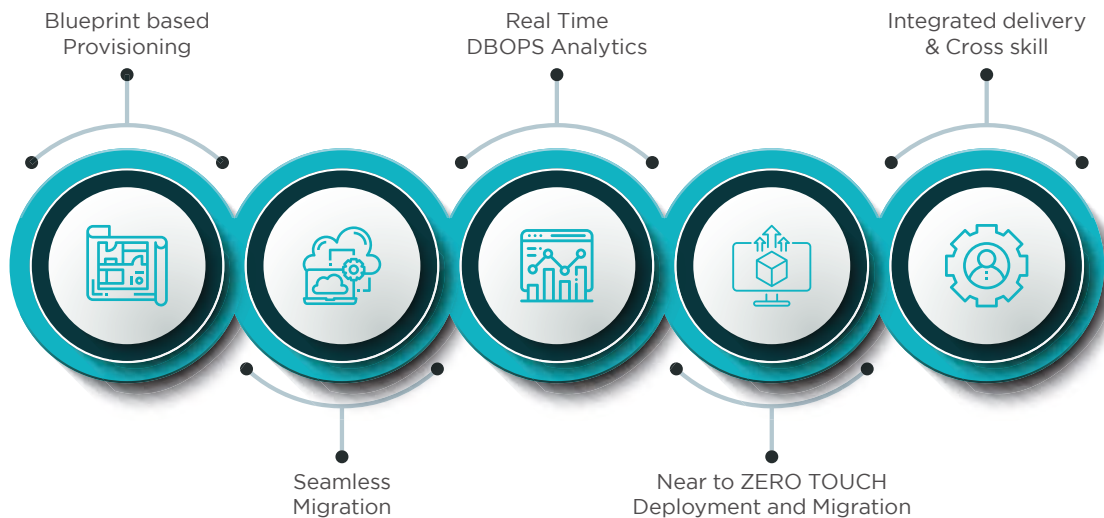 Blueprint based
Provisioning
Real Time
DBOPS Analytics
Integrated delivery
& Cross skill
Seamless
Migration
Near to ZERO TOUCH
Deployment and Migration